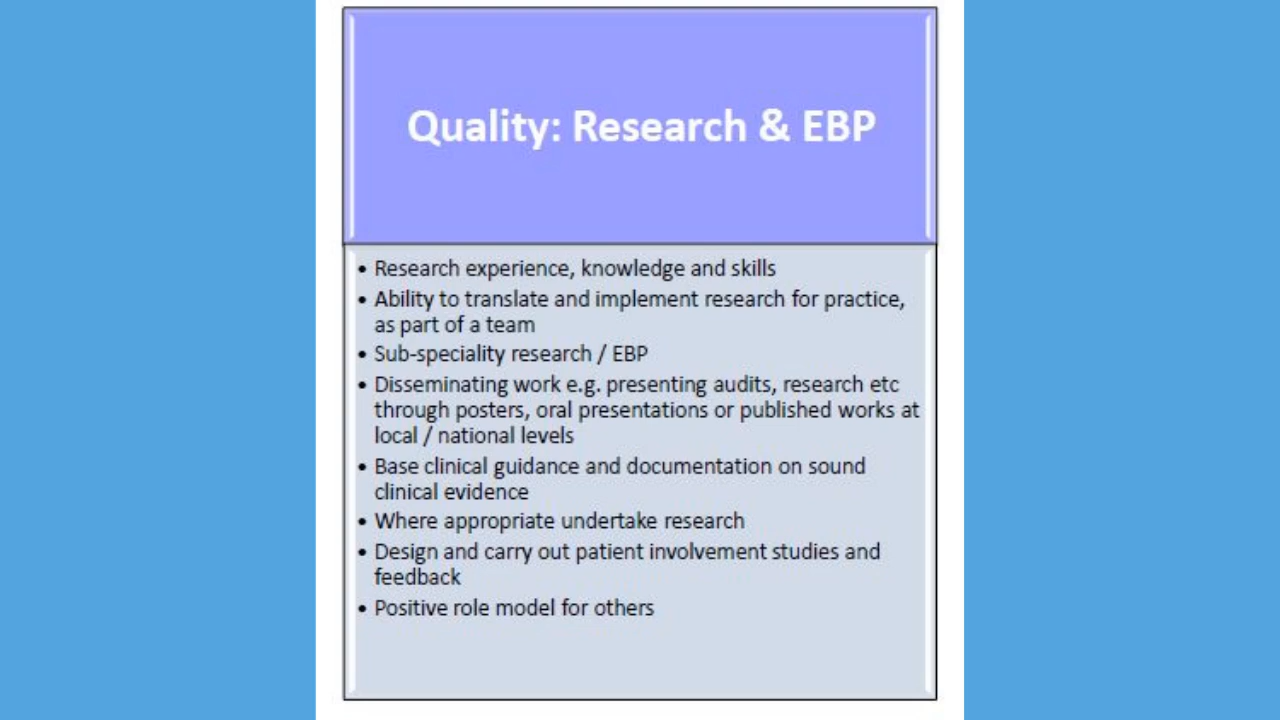 Quality: Research & EBP
• Research experience, knowledge and skills
• Ability to translate and implement research for practice,
as part of a team
• Sub-speciality research / EBP
• Disseminating work e.g. presenting audits, research etc
through posters, oral presentations or published works at
local / national levels
• Base clinical guidance and documentation on sound
clinical evidence
• Where appropriate undertake research
• Design and carry out patient involvement studies and
feedback
• Positive role model for others